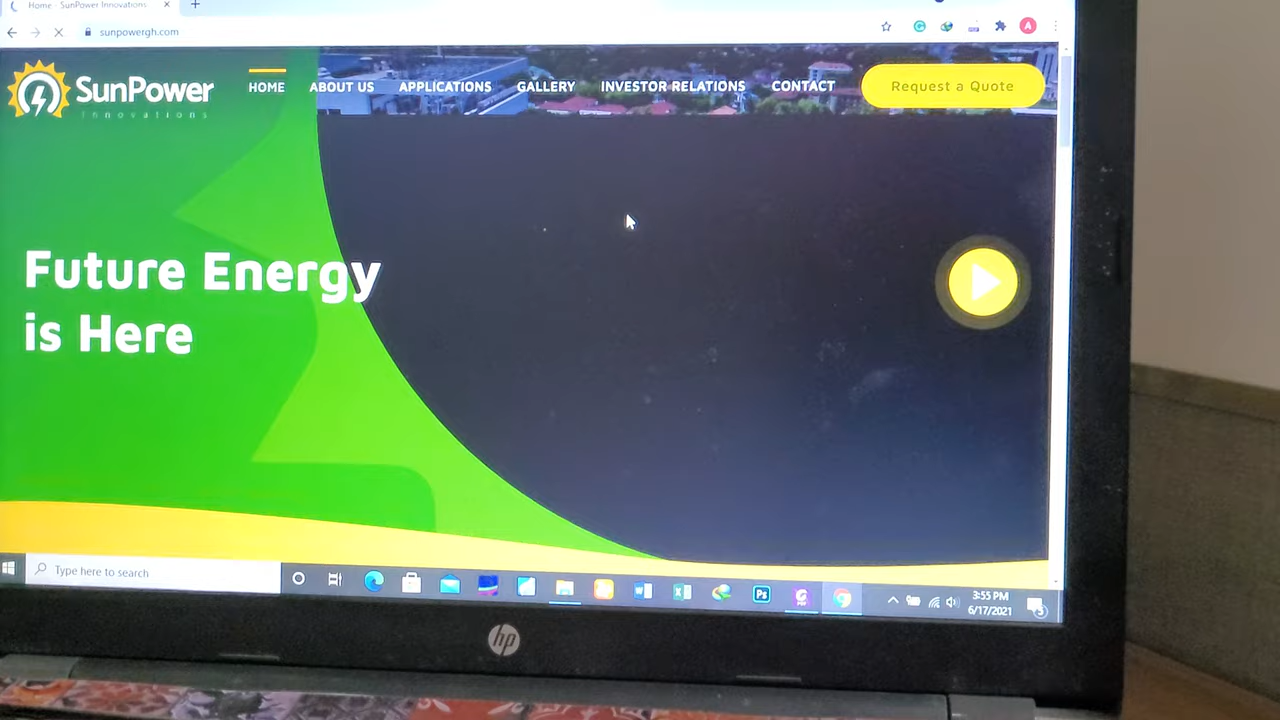 Home - SunPower Innovations
sunpowergh.com
A
SunPower
Innovations
HOME
ABOUT US
APPLICATIONS
GALLERY
INVESTOR RELATIONS
CONTACT
Request a Quote
Future Energy
is Here
Type here to search
Ps
3:55 PM
6/17/2021
hp